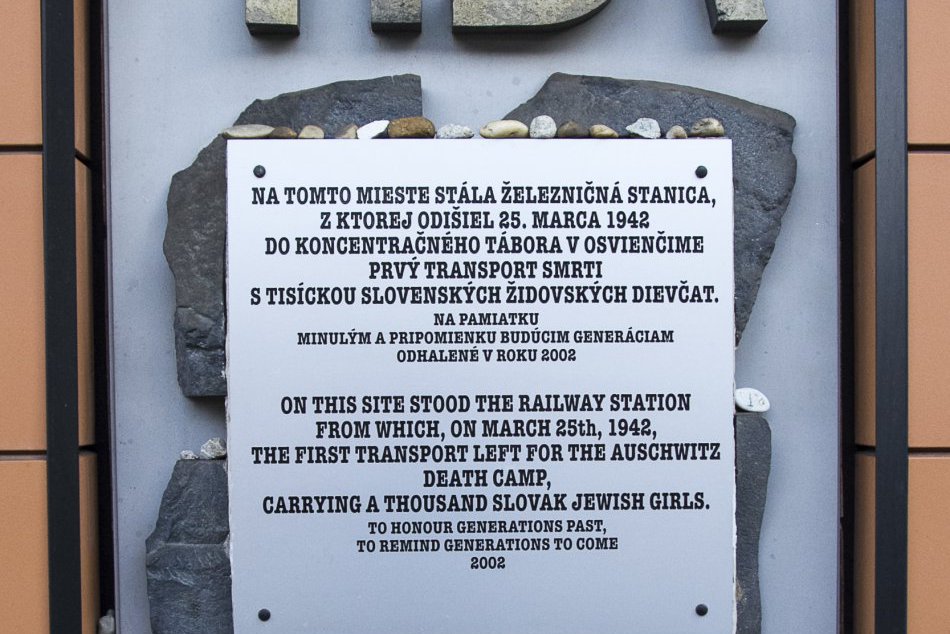 NA TOMTO MIESTE STÁLA ŽELEZNIČNÁ STANICA,
Z KTOREJ ODIŠIEL 25. MARCA 1942
DO KONCENTRAČNÉHO TÁBORA V OSVIENČIME
PRVÝ TRANSPORT SMRTI
S TISÍCKOU SLOVENSKÝCH ŽIDOVSKÝCH DIEVČAT.
NA PAMIATKU
MINULÝM A PRIPOMIENKU BUDÚCIM GENERÁCIAM
ODHALENÉ V ROKU 2002
ON THIS SITE STOOD THE RAILWAY STATION
FROM WHICH, ON MARCH 25th, 1942,
THE FIRST TRANSPORT LEFT FOR THE AUSCHWITZ
DEATH CAMP,
CARRYING A THOUSAND SLOVAK JEWISH GIRLS.
TO HONOUR GENERATIONS PAST,
TO REMIND GENERATIONS TO COME
2002